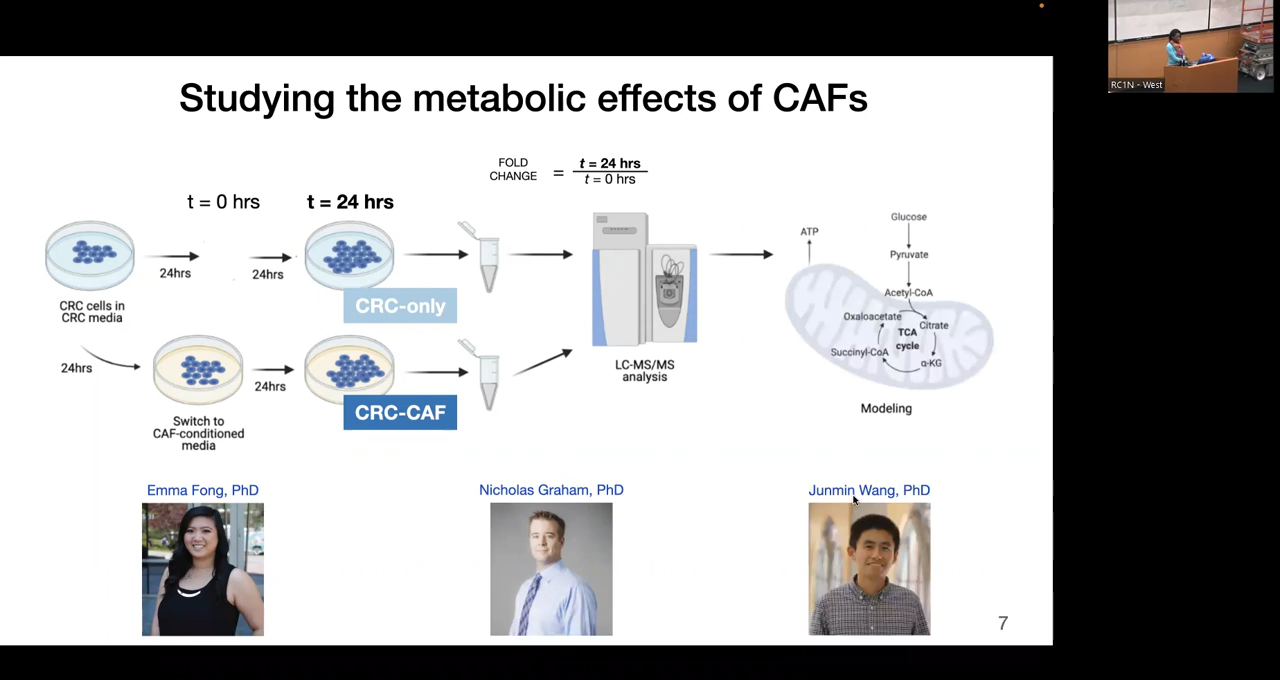 RC1N - West
Studying the metabolic effects of CAFs
FOLD
CHANGE
=
t = 24 hrs
t = 0 hrs
t = 0 hrs
t = 24 hrs
24hrs
24hrs
CRC cells in
CRC media
CRC-only
24hrs
24hrs
Switch to
CAF-conditioned
media
CRC-CAF
LC-MS/MS
analysis
ATP
Glucose
Pyruvate
Acetyl-CoA
Oxaloacetate
Citrate
TCA
cycle
Succinyl-CoA
α-KG
Modeling
Emma Fong, PhD
Nicholas Graham, PhD
Junmin Wang, PhD
7